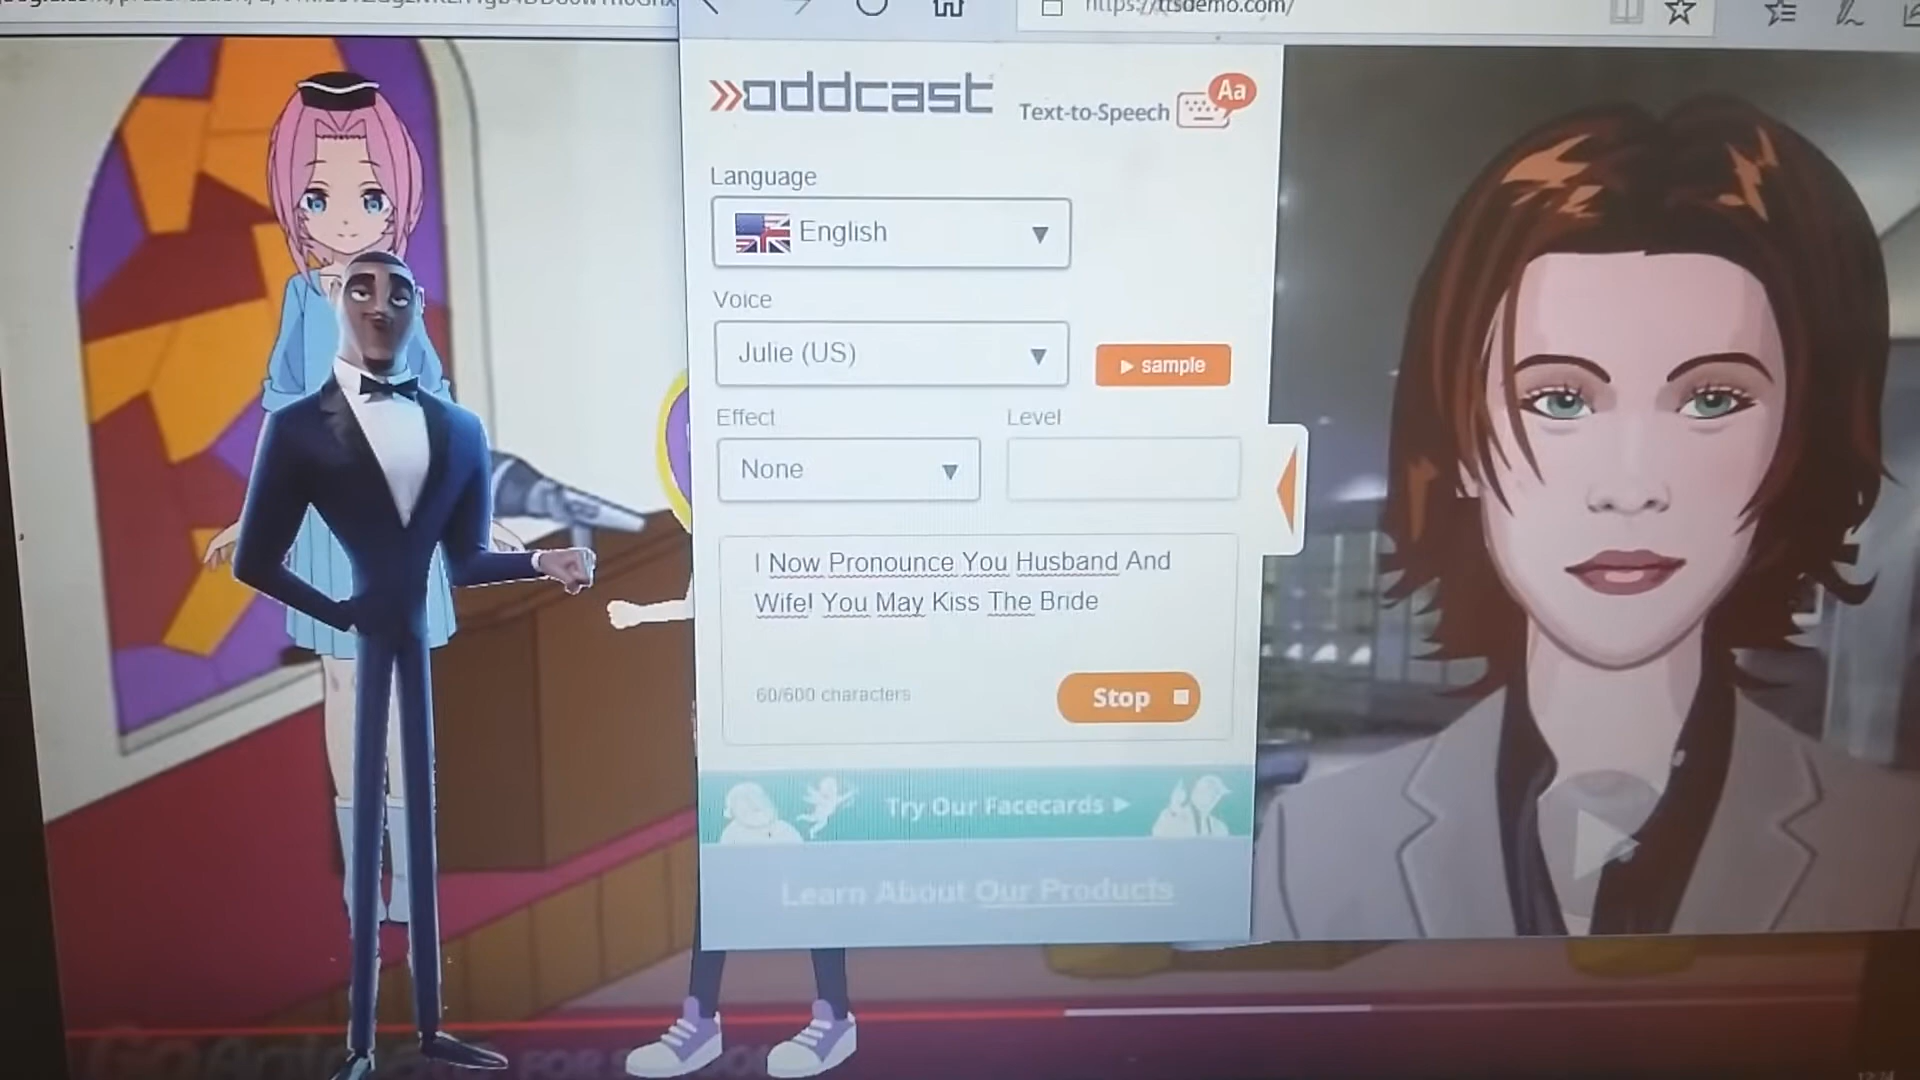 https://ttsdemo.com/
oddcast
Text-to-Speech
Aa
Language
English
Voice
Julie (US)
sample
Effect
Level
None
I Now Pronounce You Husband And
Wife! You May Kiss The Bride
60/600 characters
Stop
Try Our Facecards
Learn About Our Products